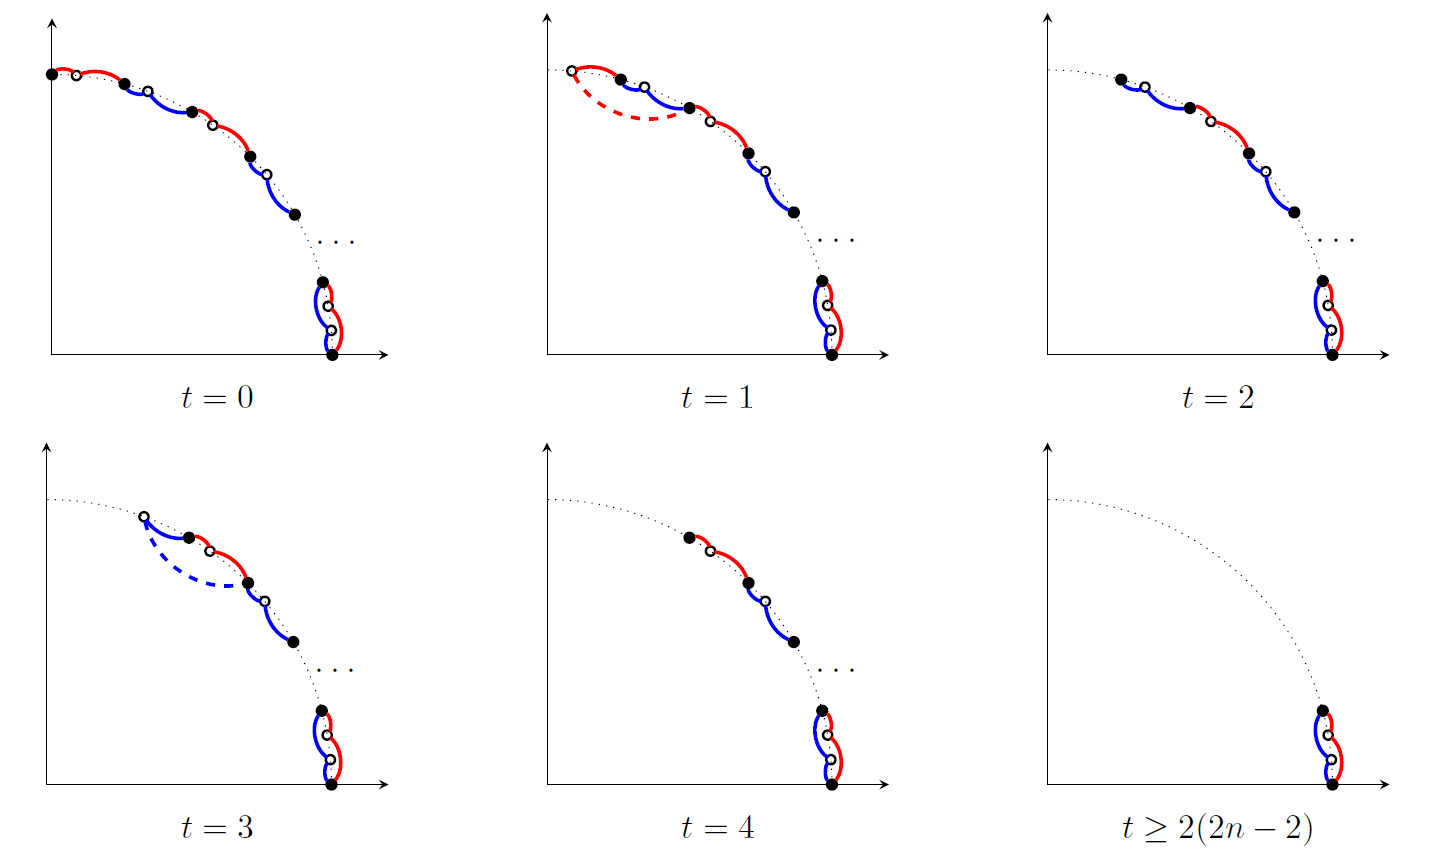 . . .
. . .
. . .
t = 0
t = 1
t = 2
. . .
. . .
t = 3
t = 4
t ≥ 2(2n − 2)